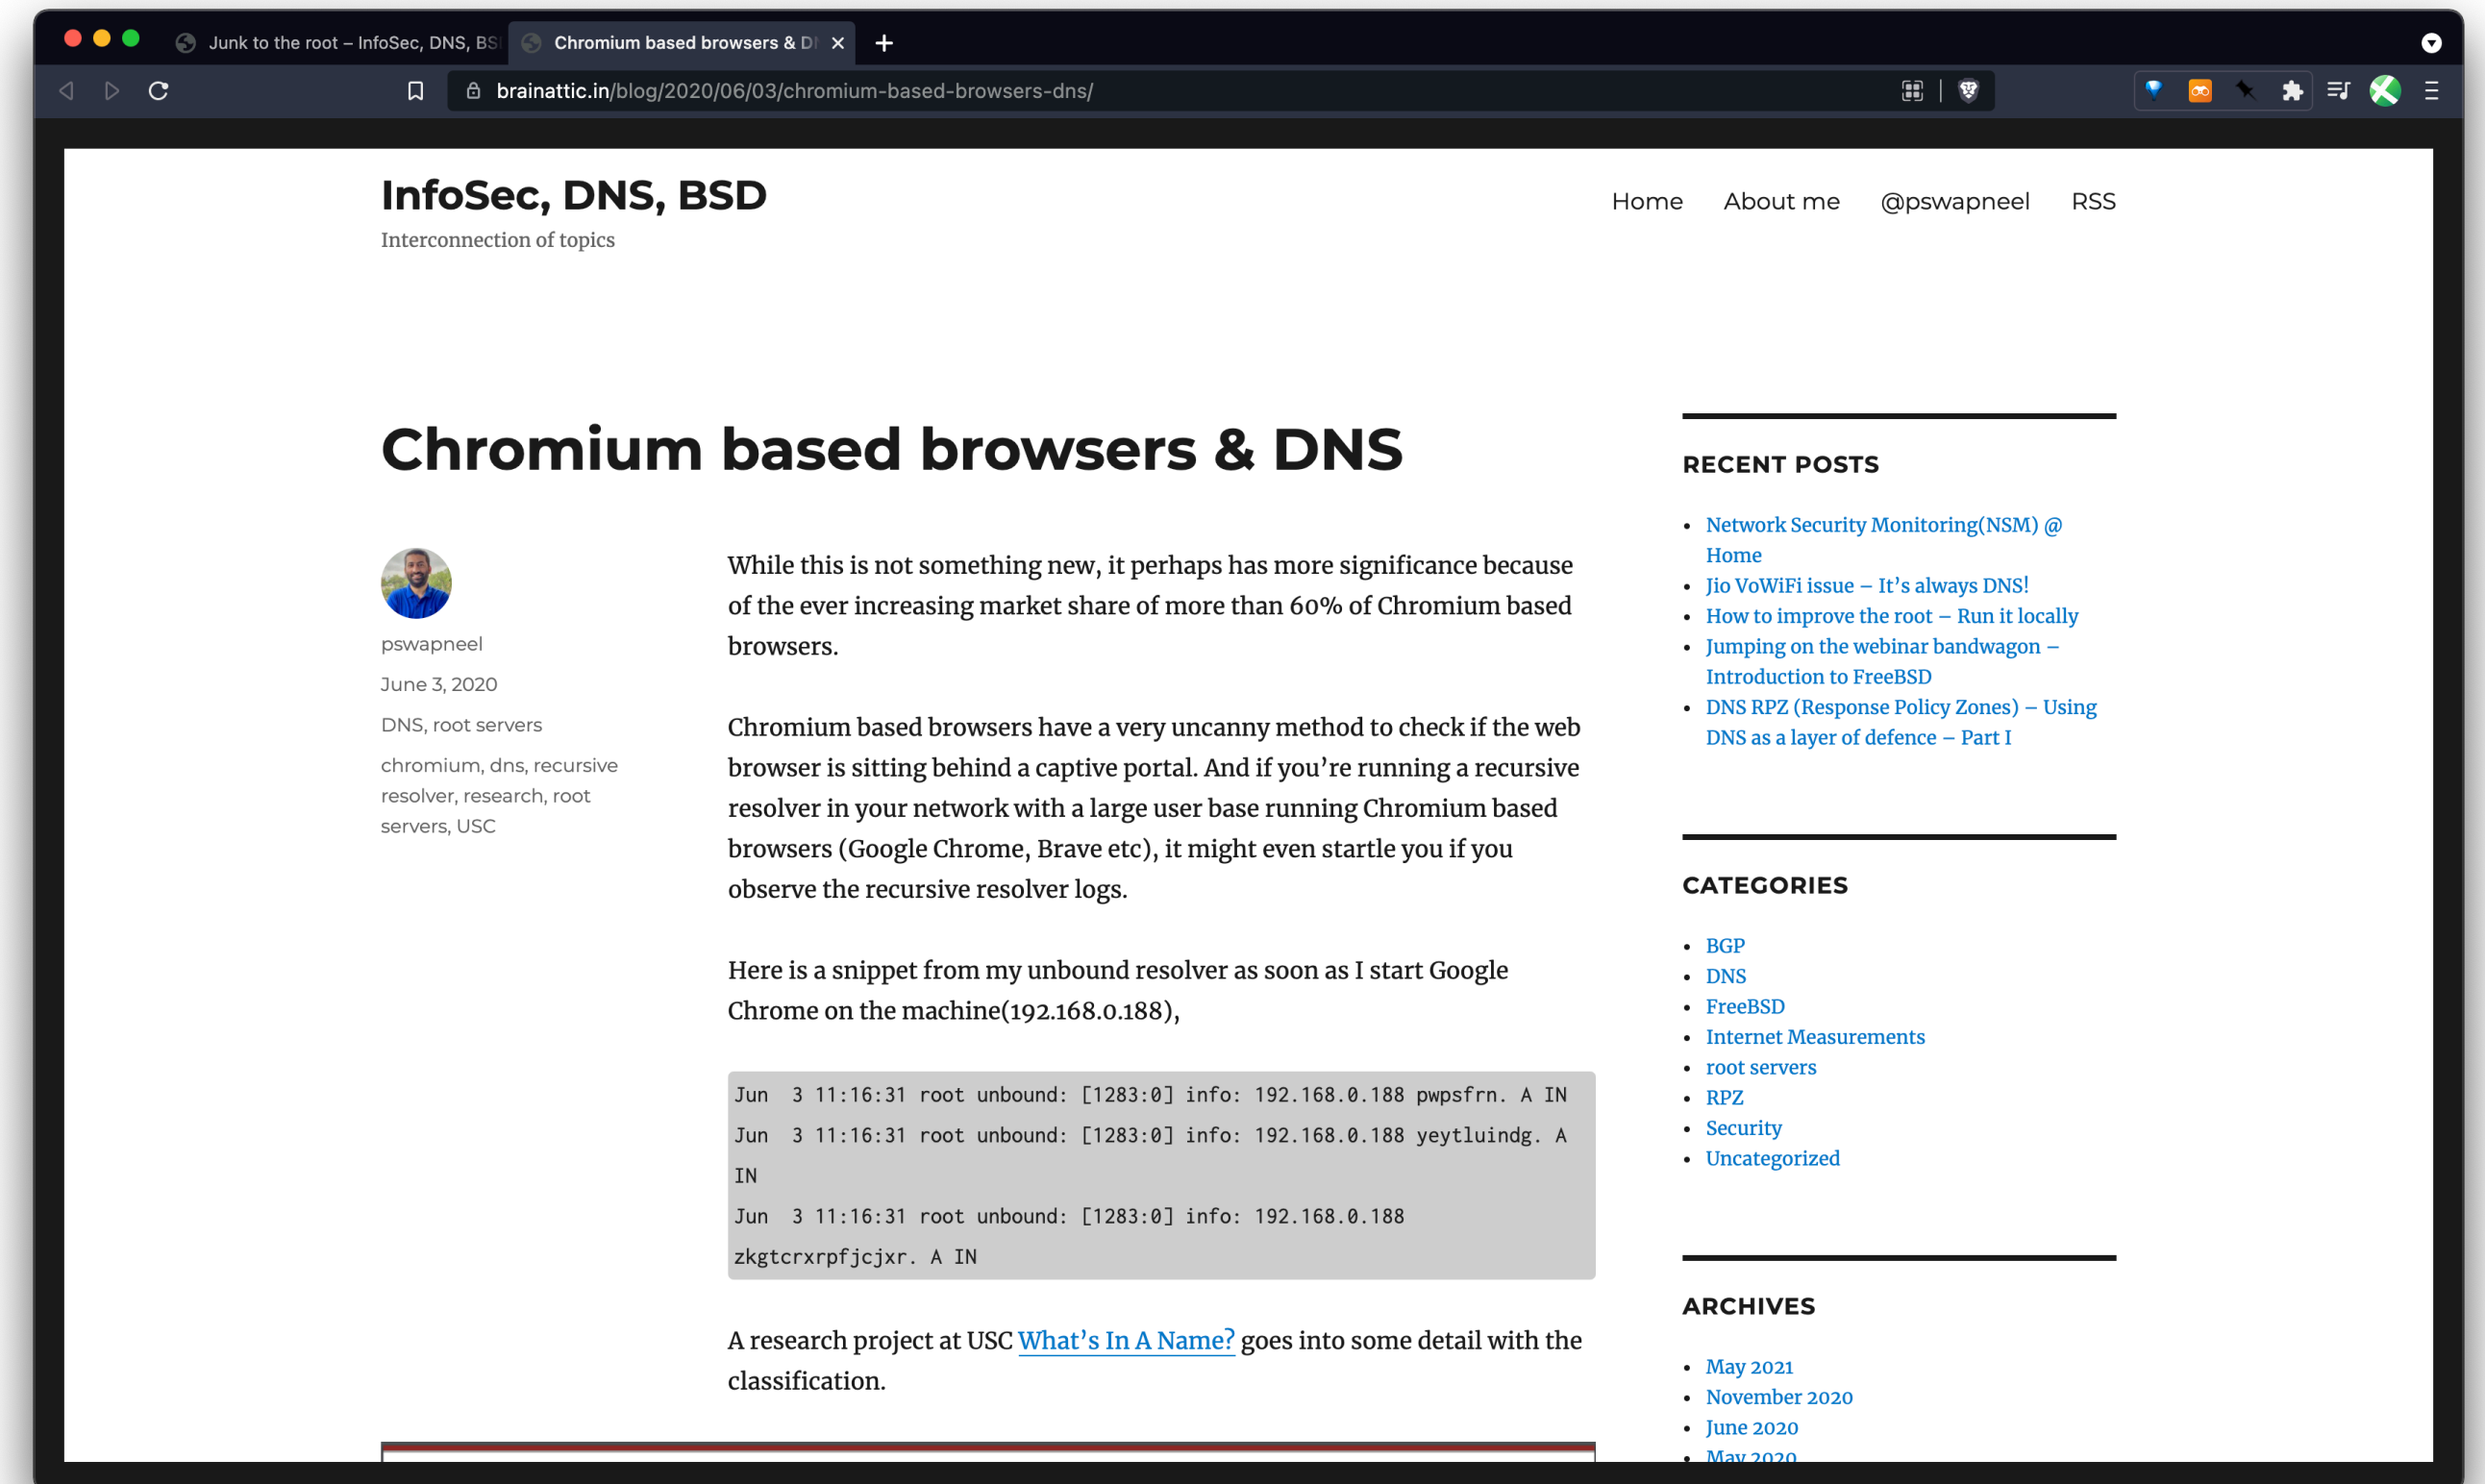 Junk to the root – InfoSec, DNS, BS
Chromium based browsers & D
brainattic.in/blog/2020/06/03/chromium-based-browsers-dns/
InfoSec, DNS, BSD
Interconnection of topics
Home About me @pswapneel RSS
Chromium based browsers & DNS
pswapneel
June 3, 2020
DNS, root servers
chromium, dns, recursive
resolver, research, root
servers, USC
While this is not something new, it perhaps has more significance because
of the ever increasing market share of more than 60% of Chromium based
browsers.
Chromium based browsers have a very uncanny method to check if the web
browser is sitting behind a captive portal. And if you’re running a recursive
resolver in your network with a large user base running Chromium based
browsers (Google Chrome, Brave etc), it might even startle you if you
observe the recursive resolver logs.
Here is a snippet from my unbound resolver as soon as I start Google
Chrome on the machine(192.168.0.188),
Jun  3 11:16:31 root unbound: [1283:0] info: 192.168.0.188 pwpsfrn. A IN
Jun  3 11:16:31 root unbound: [1283:0] info: 192.168.0.188 yeytluindg. A
IN
Jun  3 11:16:31 root unbound: [1283:0] info: 192.168.0.188
zkgtcrxrpfjcjxr. A IN
A research project at USC What’s In A Name? goes into some detail with the
classification.
RECENT POSTS
Network Security Monitoring(NSM) @
Home
Jio VoWiFi issue – It’s always DNS!
How to improve the root – Run it locally
Jumping on the webinar bandwagon –
Introduction to FreeBSD
DNS RPZ (Response Policy Zones) – Using
DNS as a layer of defence – Part I
CATEGORIES
BGP
DNS
FreeBSD
Internet Measurements
root servers
RPZ
Security
Uncategorized
ARCHIVES
May 2021
November 2020
June 2020
May 2020